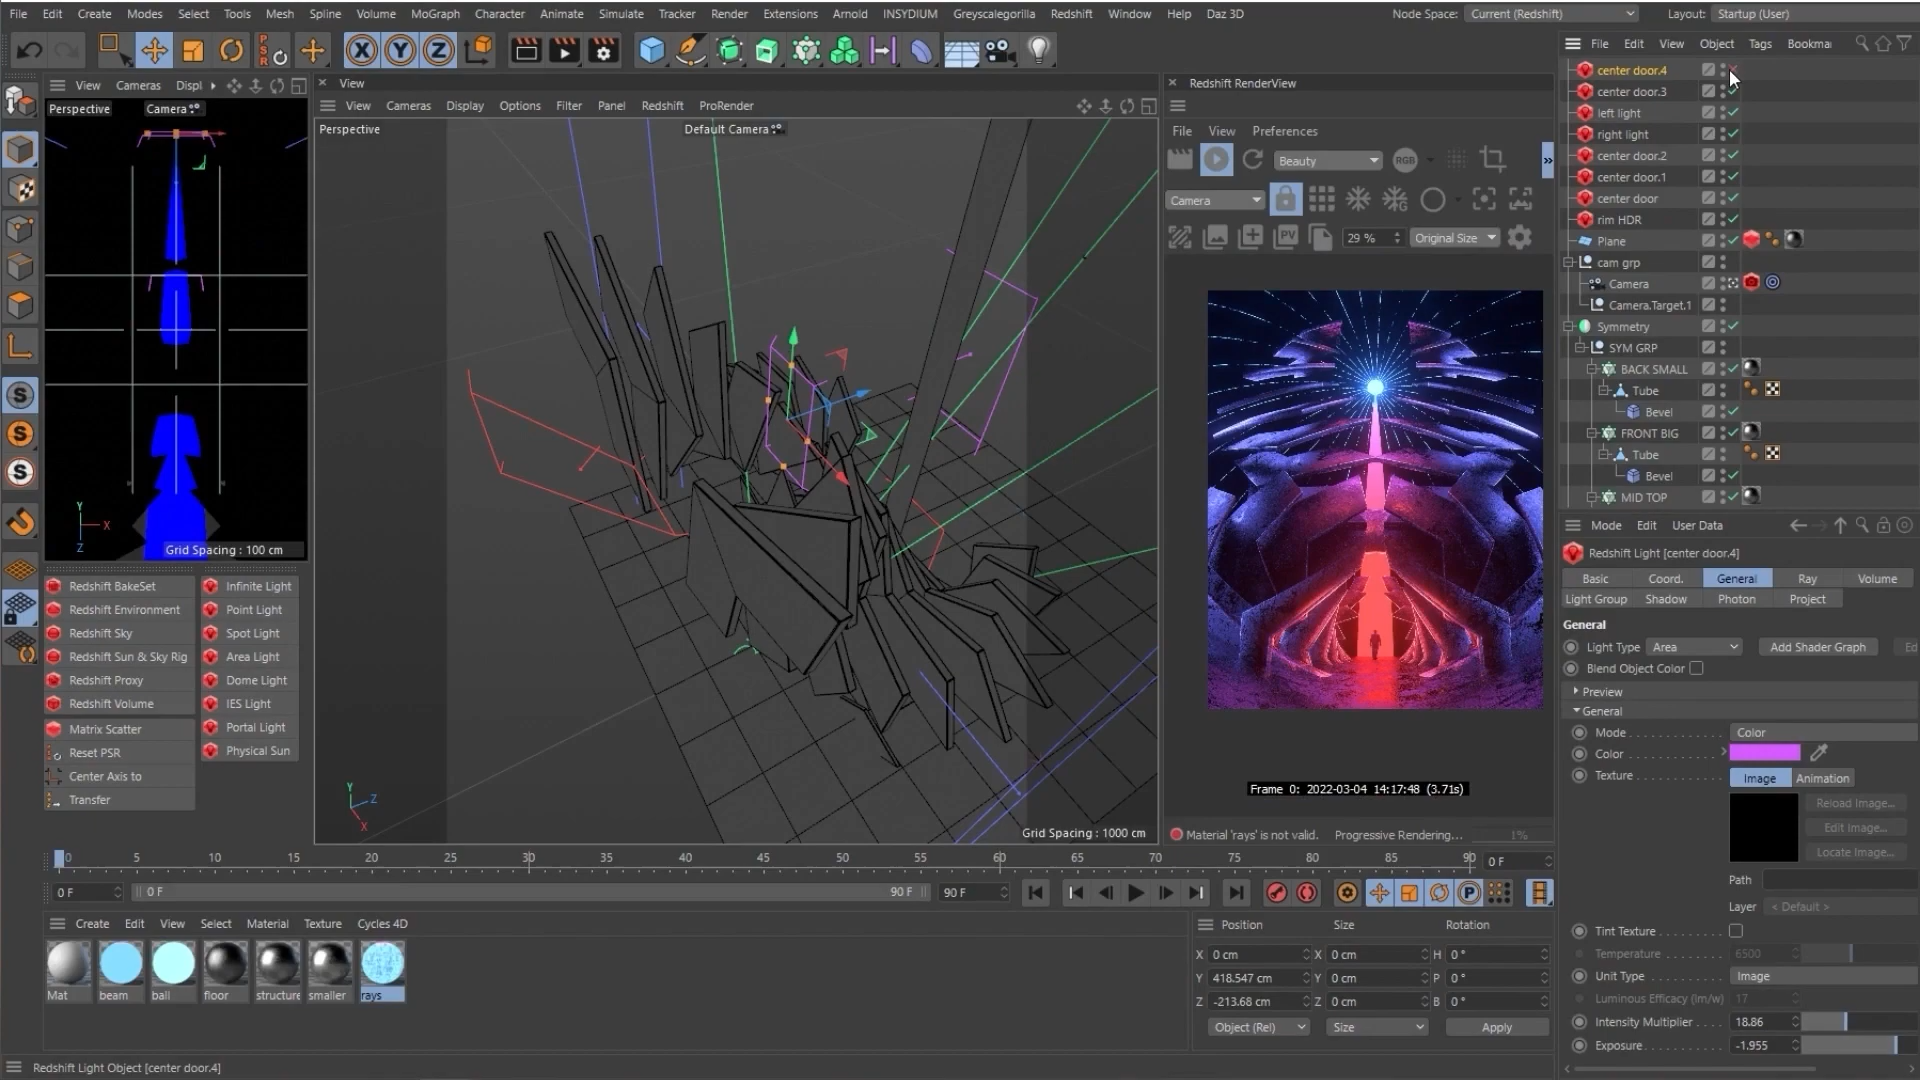 File Edit Create Modes Select Tools Mesh Spline Volume MoGraph Character Animate Simulate Tracker Render Extensions Arnold INSYDIUM Greyscalegorilla Redshift Window Help Daz 3D Node Space: Current (Redshift) Layout: Startup (User)
X Y Z
PSR
File Edit View Object Tags Bookma
View Cameras Displ
View
View Cameras Display Options Filter Panel Redshift ProRender
Perspective Camera
Perspective Default Camera
Redshift RenderView
File View Preferences
Beauty RGB
Camera
PV 29 % Original Size
center door.4
center door.3
left light
right light
center door.2
center door.1
center door
rim HDR
Plane
cam grp
Camera
Camera.Target.1
Symmetry
SYM GRP
BACK SMALL
Tube
Bevel
FRONT BIG
Tube
Bevel
MID TOP
Y
X
Z
Grid Spacing : 100 cm
Redshift BakeSet Infinite Light
Redshift Environment Point Light
Redshift Sky Spot Light
Redshift Sun & Sky Rig Area Light
Redshift Proxy Dome Light
Redshift Volume IES Light
Matrix Scatter Portal Light
Reset PSR Physical Sun
Center Axis to
Transfer
Y
Z
X
Grid Spacing : 1000 cm
Frame 0: 2022-03-04 14:17:48 (3.71s)
Material 'rays' is not valid. Progressive Rendering... 1%
Mode Edit User Data
Redshift Light [center door.4]
Basic Coord. General Ray Volume
Light Group Shadow Photon Project
General
Light Type Area Add Shader Graph Ed
Blend Object Color
Preview
General
Mode Color
Color
Texture Image Animation
Reload Image...
Edit Image...
Locate Image...
Path
Layer < Default >
Tint Texture
Temperature 6500
Unit Type Image
Luminous Efficacy (lm/w) 17
Intensity Multiplier 18.86
Exposure -1.955
0 5 10 15 20 25 30 35 40 45 50 55 60 65 70 75 80 85 90 0 F
0 F 0 F 90 F 90 F
P
Create Edit View Select Material Texture Cycles 4D
Mat beam ball floor structure smaller rays
Position Size Rotation
X 0 cm X 0 cm H 0 °
Y 418.547 cm Y 0 cm P 0 °
Z -213.68 cm Z 0 cm B 0 °
Object (Rel) Size Apply
Redshift Light Object [center door.4]